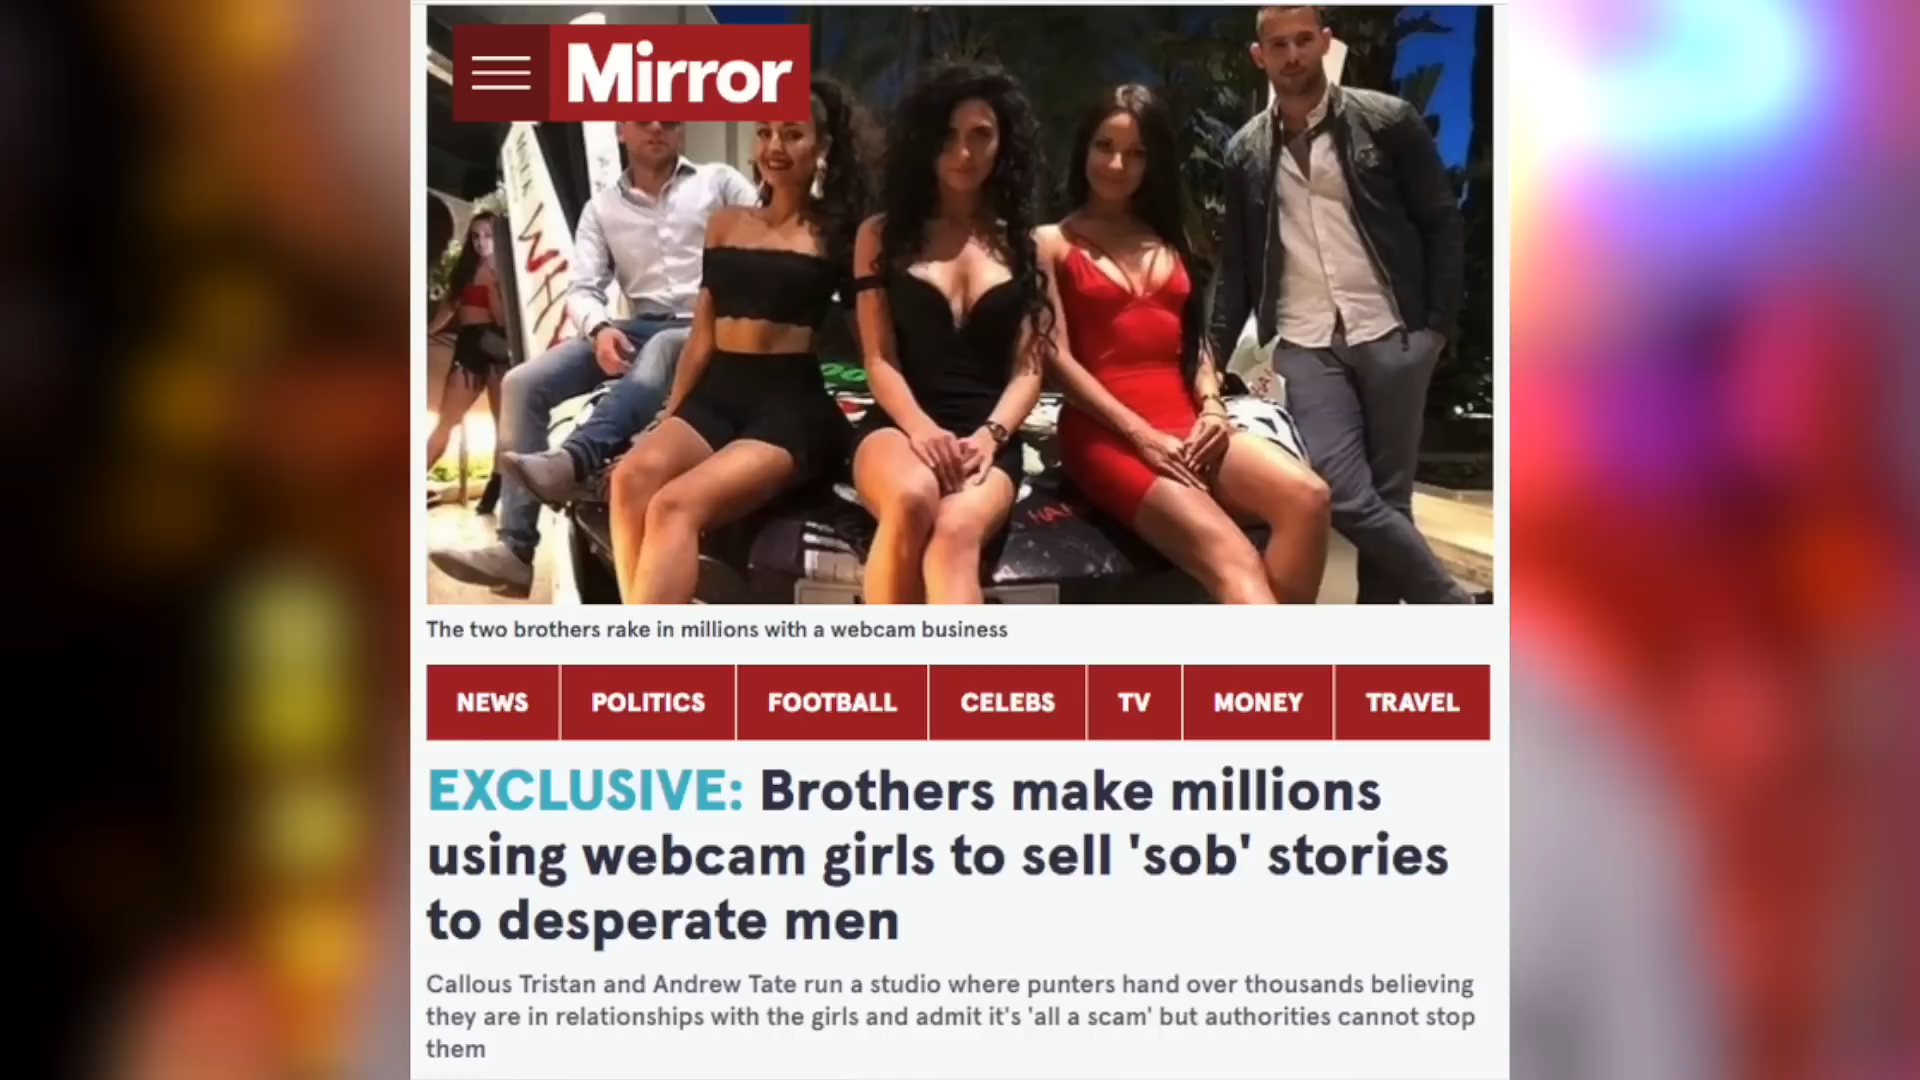 Mirror
The two brothers rake in millions with a webcam business
NEWS
POLITICS
FOOTBALL
CELEBS
TV
MONEY
TRAVEL
EXCLUSIVE: Brothers make millions
using webcam girls to sell 'sob' stories
to desperate men
Callous Tristan and Andrew Tate run a studio where punters hand over thousands believing
they are in relationships with the girls and admit it's 'all a scam' but authorities cannot stop
them